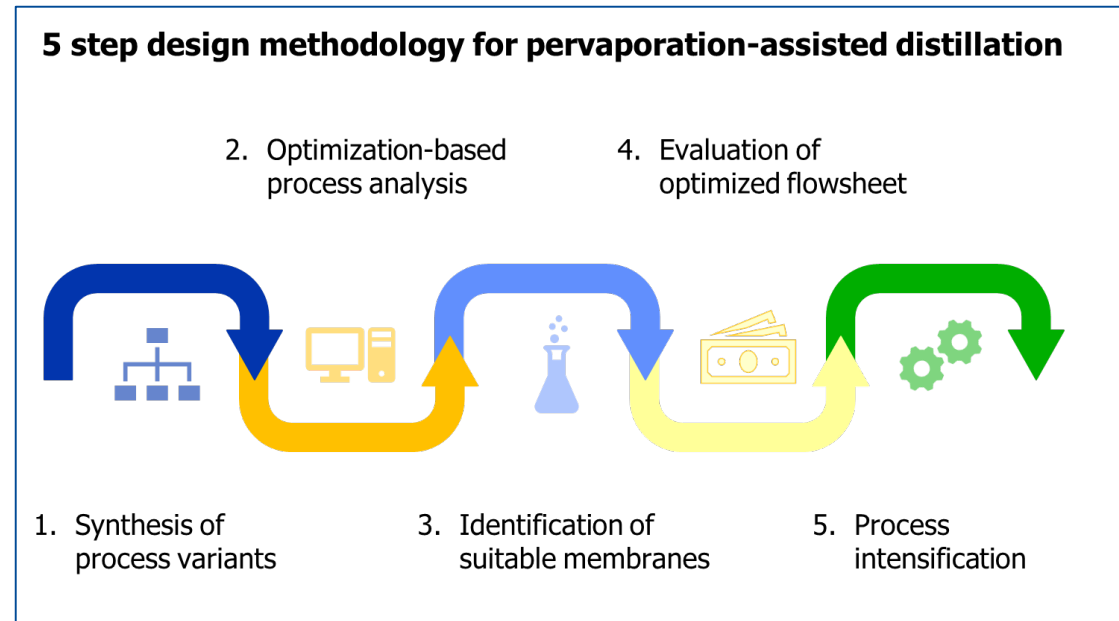 5 step design methodology for pervaporation-assisted distillation
2. Optimization-based
process analysis
4. Evaluation of
optimized flowsheet
1. Synthesis of
process variants
3. Identification of
suitable membranes
5. Process
intensification